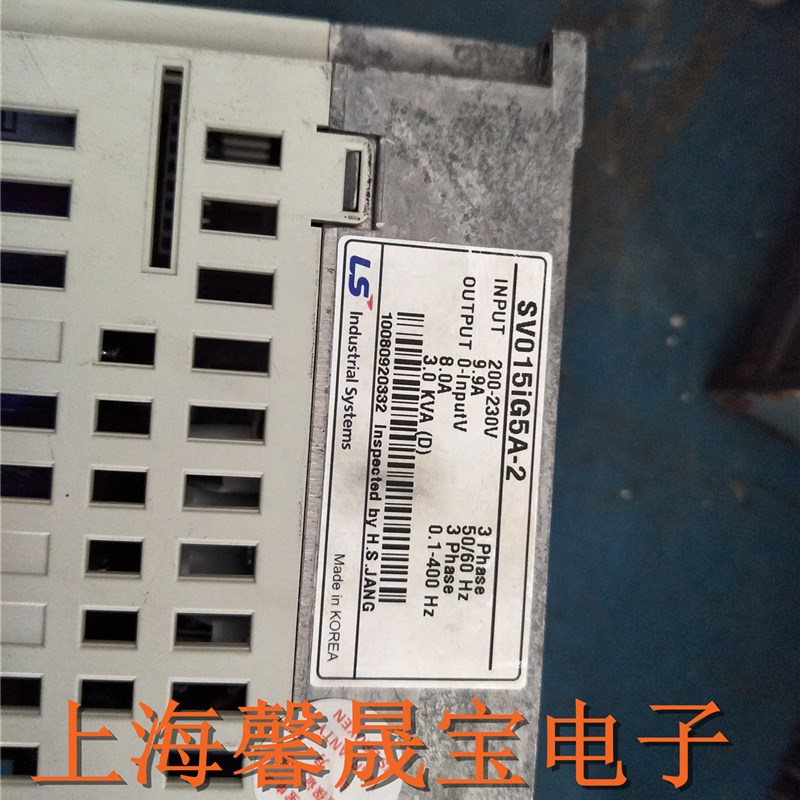 SV015iG5A-2
INPUT 200-230V 3 Phase
9.9A 50/60 Hz
OUTPUT 0-InputV 3 Phase
8.0A 0.1-400 Hz
3.0 KVA (D)
10080920332 Inspected by H.S.JANG
LS Industrial Systems
Made in KOREA
上海馨晟宝电子